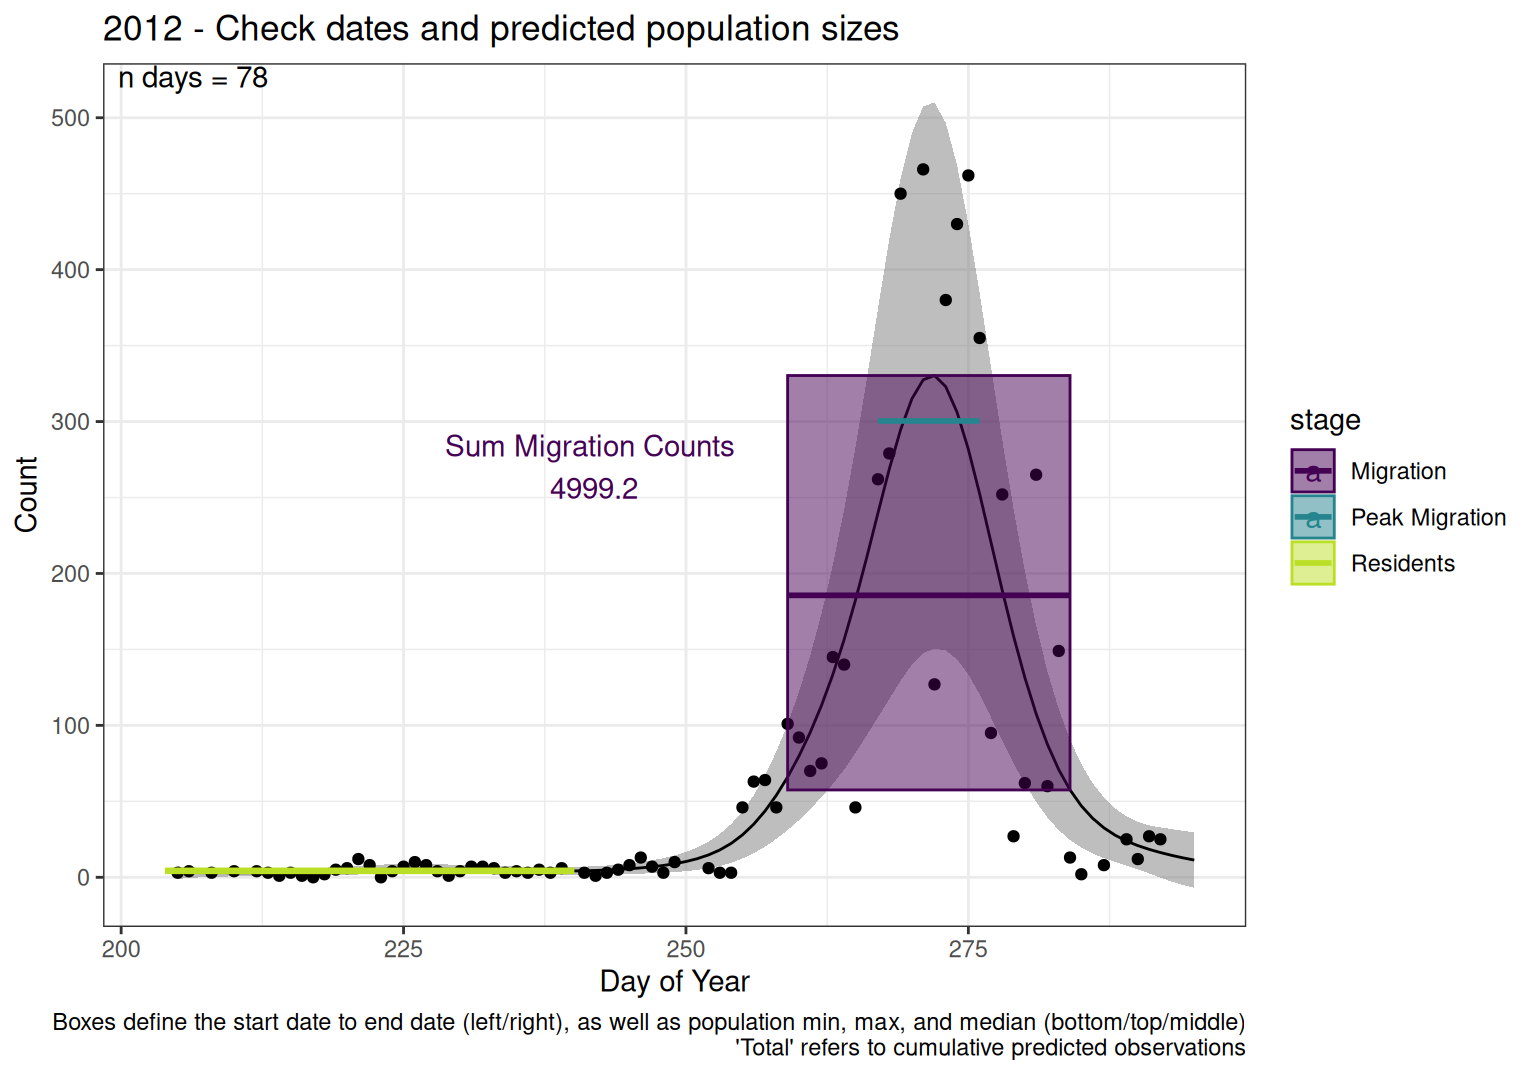 2012 - Check dates and predicted population sizes
n days = 78
500
400
300
200
100
0
Count
Sum Migration Counts
4999.2
200
225
250
275
Day of Year
stage
a Migration
a Peak Migration
Residents
Boxes define the start date to end date (left/right), as well as population min, max, and median (bottom/top/middle)
'Total' refers to cumulative predicted observations